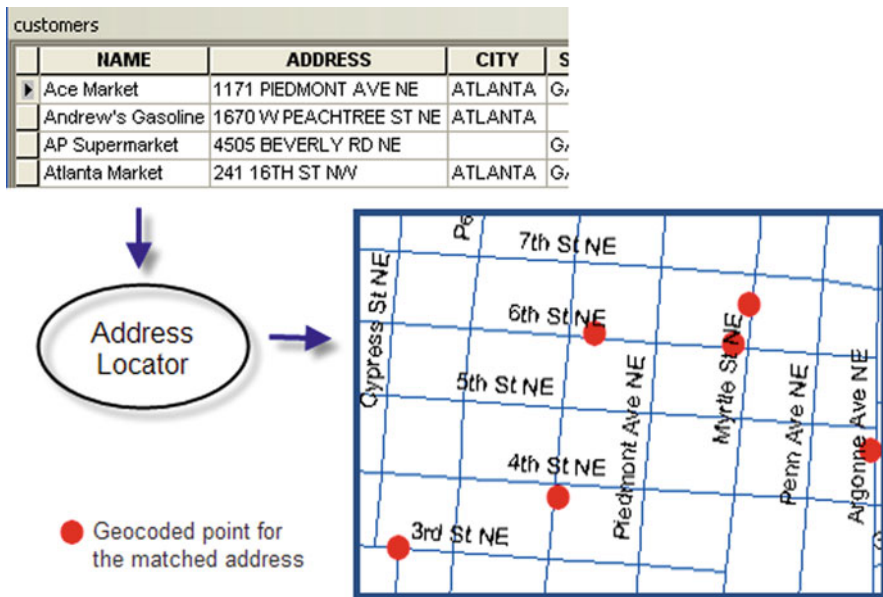 customers
NAME ADDRESS CITY
Ace Market 1171 PIEDMONT AVE NE ATLANTA
Andrew's Gasoline 1670 W PEACHTREE ST NE ATLANTA
AP Supermarket 4505 BEVERLY RD NE
Atlanta Market 241 16TH ST NW ATLANTA
Address
Locator
7th St NE
6th St NE
5th St NE
4th St NE
3rd St NE
Cypress St NE
Piedmont Ave NE
Myrtle St NE
Penn Ave NE
Argonne Ave NE
Geocoded point for
the matched address